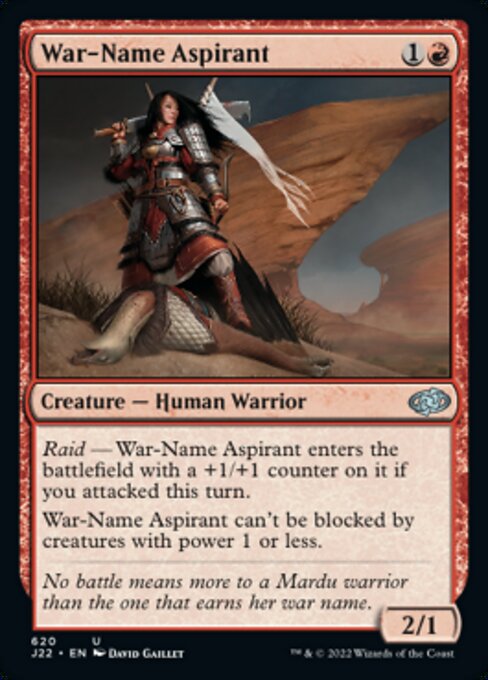 War-Name Aspirant 1
Creature — Human Warrior
Raid — War-Name Aspirant enters the
battlefield with a +1/+1 counter on it if
you attacked this turn.
War-Name Aspirant can't be blocked by
creatures with power 1 or less.
No battle means more to a Mardu warrior
than the one that earns her war name.
2/1
620 U
J22 • EN DAVID GAILLET
™ & © 2022 Wizards of the Coast